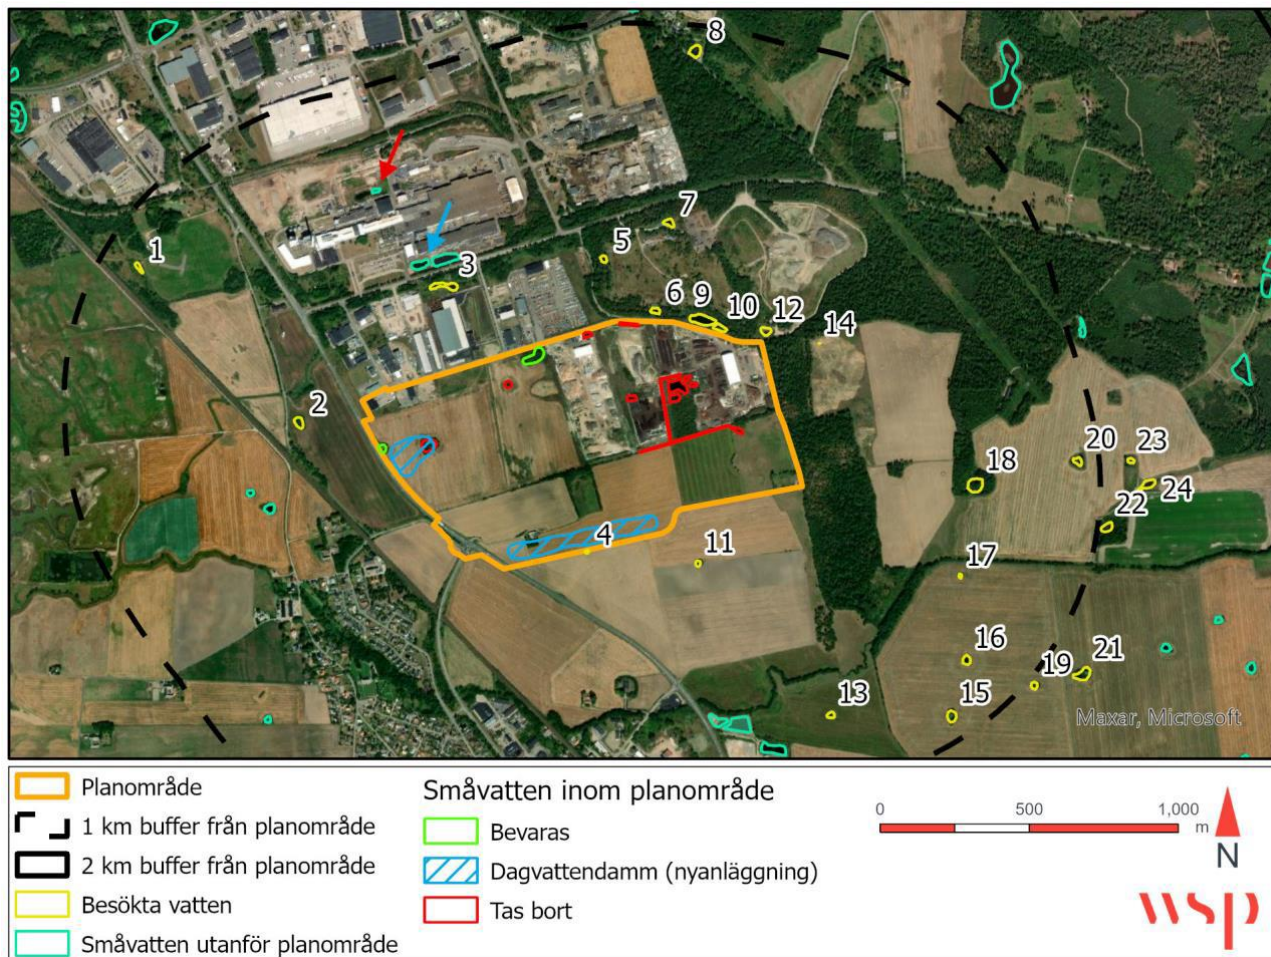 8
7
1
5
3
6 9 10 12
14
2
18
20 23
24
22
4
11
17
16
19 21
13
15
Maxar, Microsoft
Planområde
1 km buffer från planområde
2 km buffer från planområde
Besökta vatten
Småvatten utanför planområde
Småvatten inom planområde
Bevaras
Dagvattendamm (nyanläggning)
Tas bort
0 500 1,000
m
N
wsp